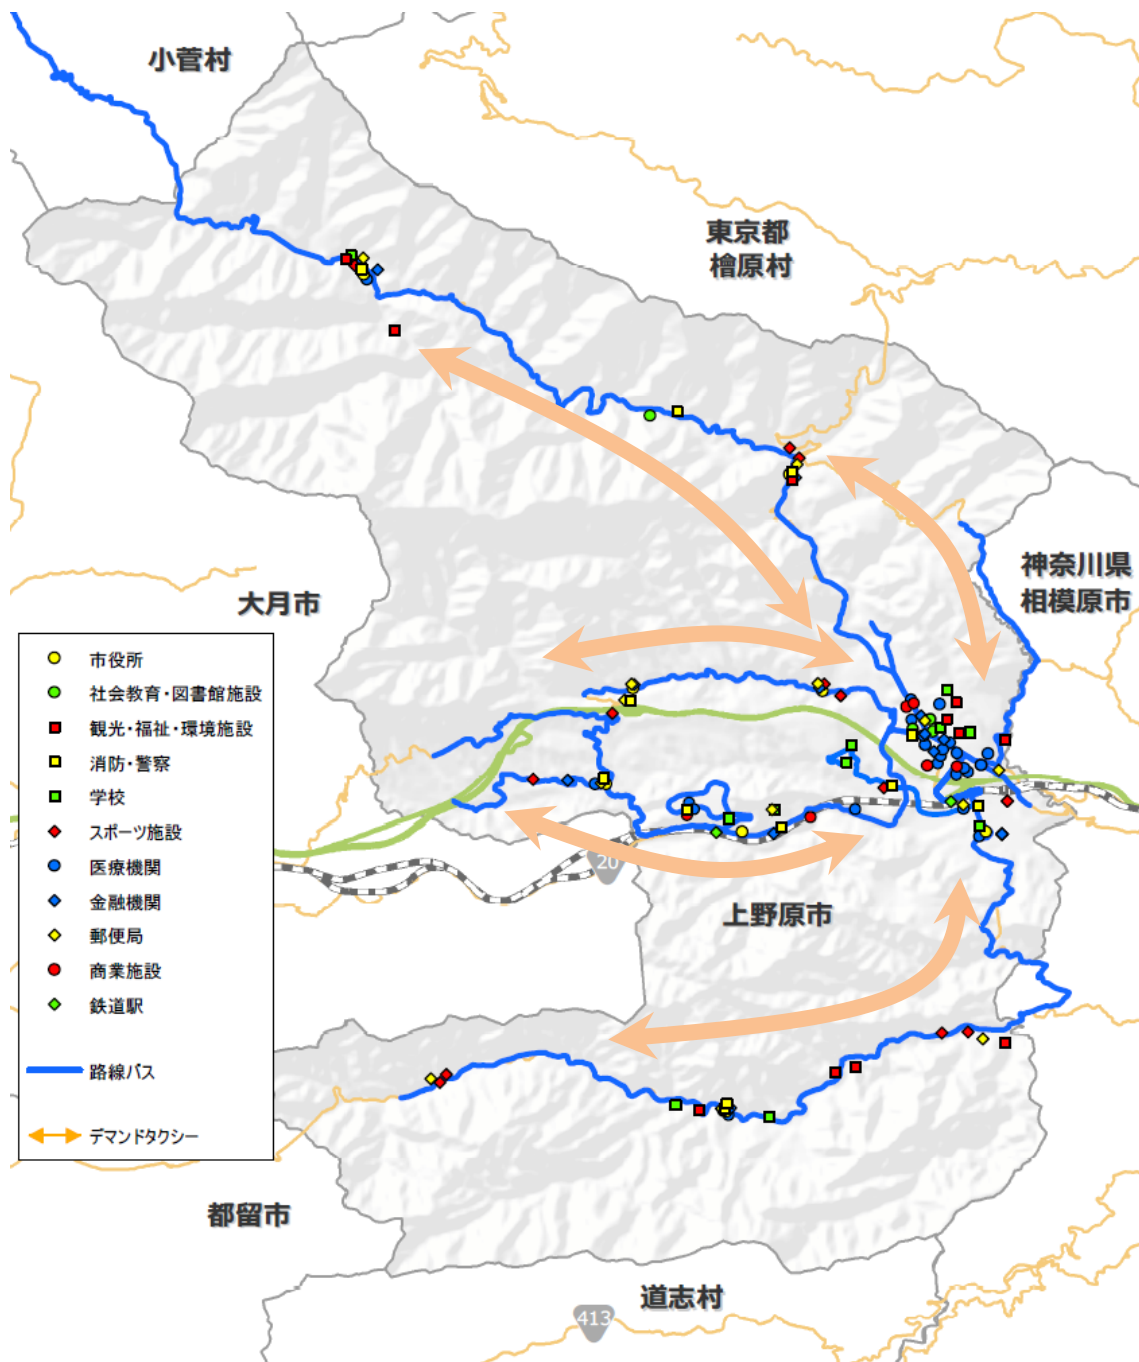 小菅村
東京都
檜原村
神奈川県
相模原市
大月市
市役所
社会教育・図書館施設
観光・福祉・環境施設
消防・警察
学校
スポーツ施設
医療機関
金融機関
郵便局
商業施設
鉄道駅
路線バス
デマンドタクシー
20
上野原市
都留市
道志村
413